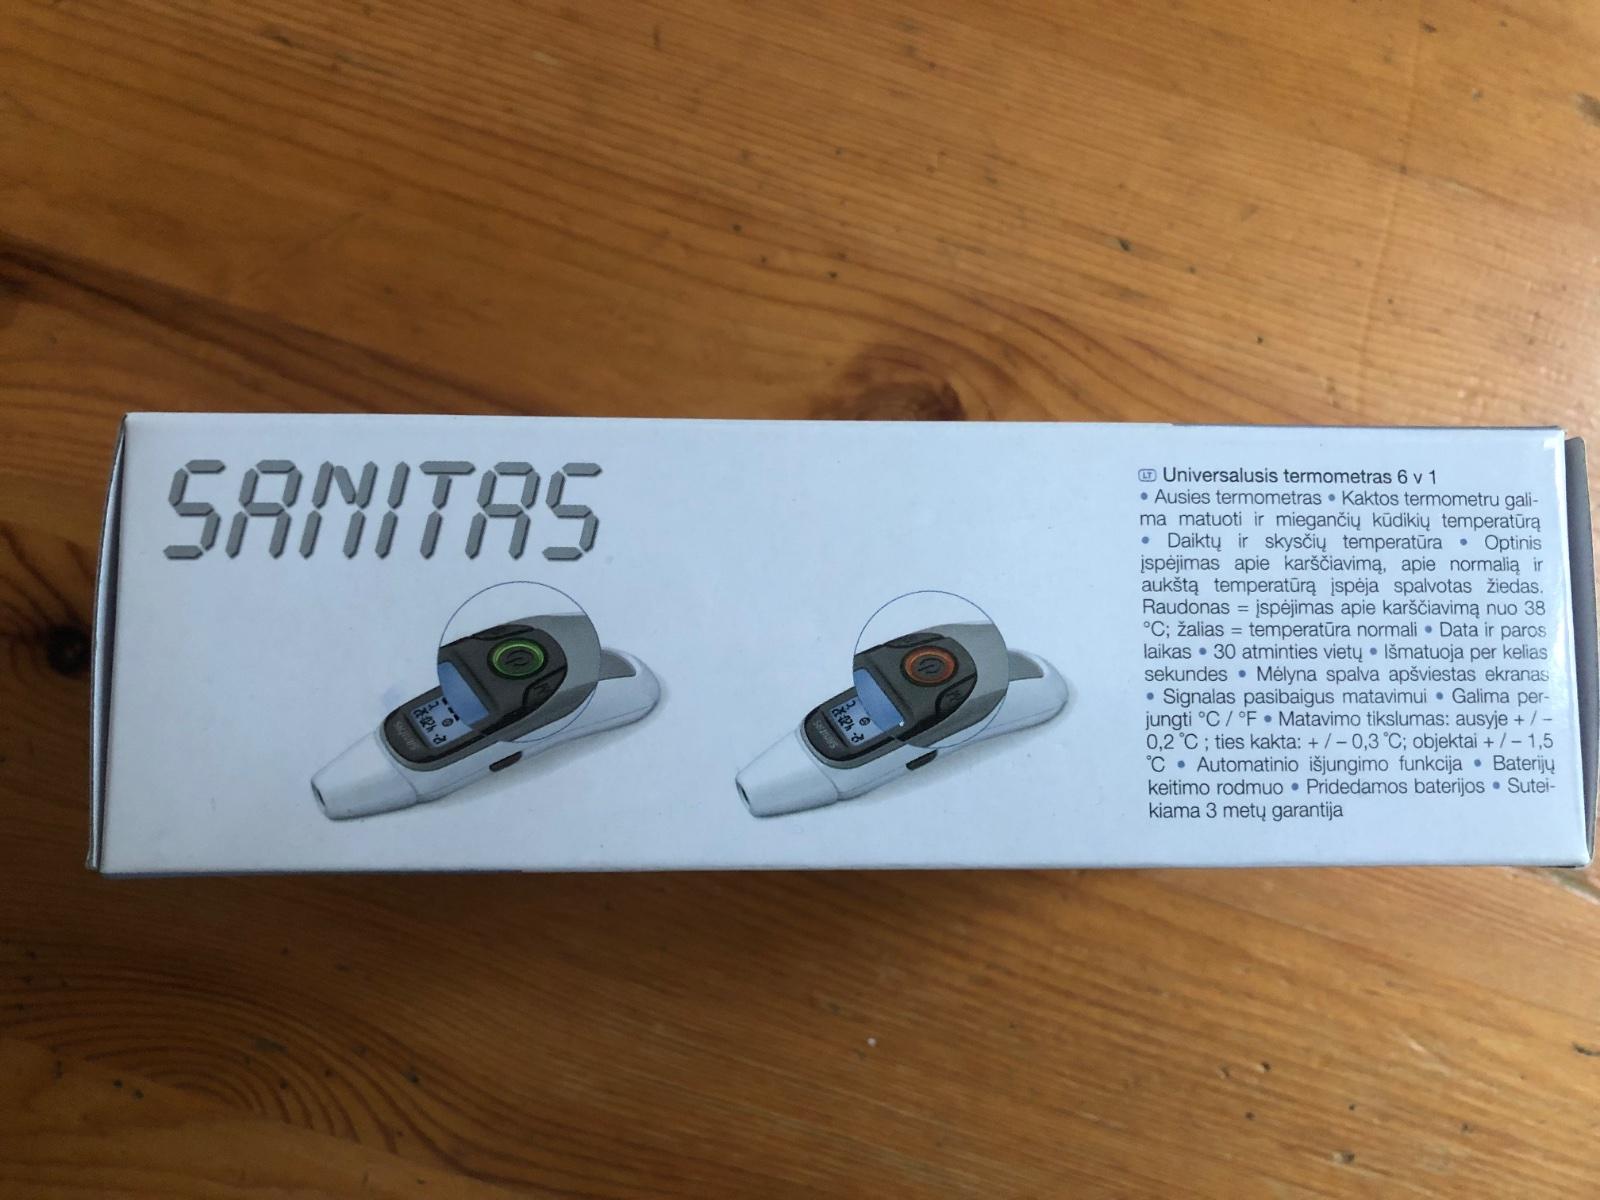 SANITAS
LT Universalusis termometras 6 v 1
• Ausies termometras • Kaktos termometru gali-
ma matuoti ir miegančių kūdikių temperatūrą
• Daiktų ir skysčių temperatūra • Optinis
įspėjimas apie karščiavimą, apie normalią ir
aukštą temperatūrą įspėja spalvotas žiedas.
Raudonas = įspėjimas apie karščiavimą nuo 38
°C; žalias = temperatūra normali • Data ir paros
laikas • 30 atminties vietų • Išmatuoja per kelias
sekundes • Mėlyna spalva apšviestas ekranas
• Signalas pasibaigus matavimui • Galima per-
jungti °C / °F • Matavimo tikslumas: ausyje + / –
0,2 °C ; ties kakta: + / – 0,3 °C; objektai + / – 1,5
°C • Automatinio išjungimo funkcija • Baterijų
keitimo rodmuo • Pridedamos baterijos • Sutei-
kiama 3 metų garantija